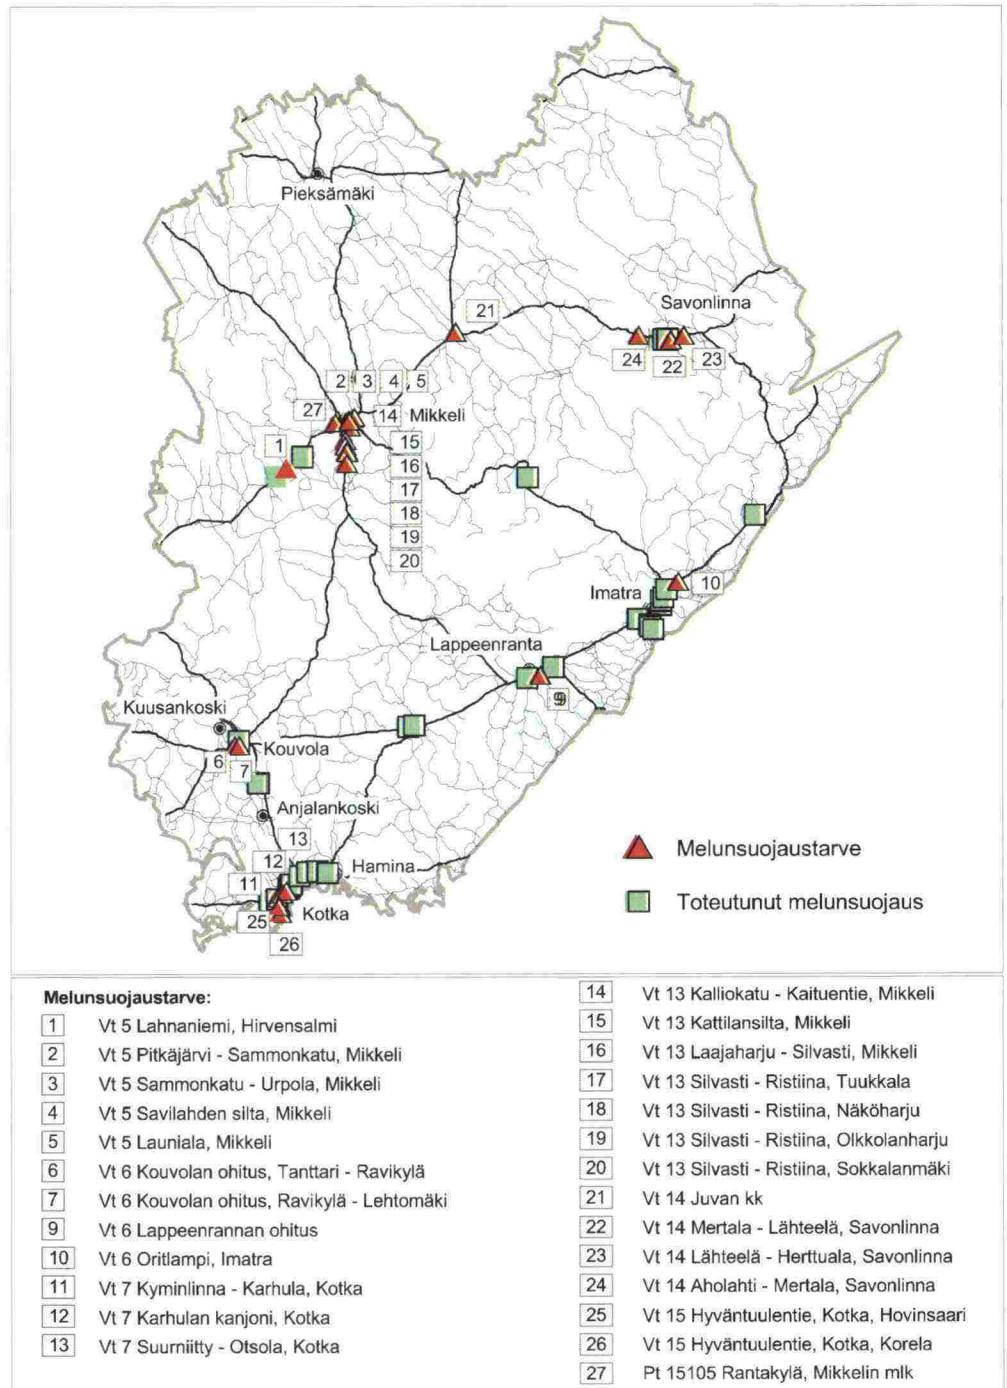 Pieksämäki
21
Savonlinna
24
22
23
2 3 4 5
27
14
Mikkeli
1
15
16
17
18
19
20
Imatra
10
Lappeenranta
9
Kuusankoski
6
7
Kouvola
Anjalankoski
13
12
11
Hamina
25
Kotka
26
Melunsuojaustarve
Toteutunut melunsuojaus
Melunsuojaustarve:
1 Vt 5 Lahnaniemi, Hirvensalmi
2 Vt 5 Pitkäjärvi - Sammonkatu, Mikkeli
3 Vt 5 Sammonkatu - Urpola, Mikkeli
4 Vt 5 Savilahden silta, Mikkeli
5 Vt 5 Launiala, Mikkeli
6 Vt 6 Kouvolan ohitus, Tanttari - Ravikylä
7 Vt 6 Kouvolan ohitus, Ravikylä - Lehtomäki
9 Vt 6 Lappeenrannan ohitus
10 Vt 6 Oritlampi, Imatra
11 Vt 7 Kyminlinna - Karhula, Kotka
12 Vt 7 Karhulan kanjoni, Kotka
13 Vt 7 Suurniitty - Otsola, Kotka
14 Vt 13 Kalliokatu - Kaituentie, Mikkeli
15 Vt 13 Kattilansilta, Mikkeli
16 Vt 13 Laajaharju - Silvasti, Mikkeli
17 Vt 13 Silvasti - Ristiina, Tuukkala
18 Vt 13 Silvasti - Ristiina, Näköharju
19 Vt 13 Silvasti - Ristiina, Olkkolanharju
20 Vt 13 Silvasti - Ristiina, Sokkalanmäki
21 Vt 14 Juvan kk
22 Vt 14 Mertala - Lähteelä, Savonlinna
23 Vt 14 Lähteelä - Herttuala, Savonlinna
24 Vt 14 Aholahti - Mertala, Savonlinna
25 Vt 15 Hyväntuulentie, Kotka, Hovinsaari
26 Vt 15 Hyväntuulentie, Kotka, Korela
27 Pt 15105 Rantakylä, Mikkelin mlk